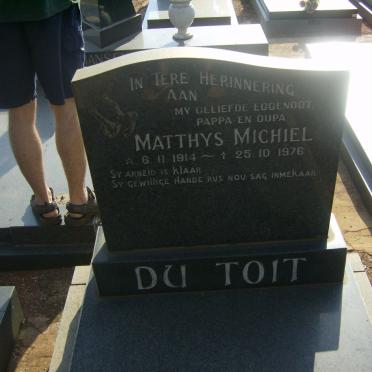 IN TERE HERINNERING
AAN
MY GELIEFDE EGGENOOT,
PAPPA EN OUPA
MATTHYS MICHIEL
★ 6·11·1914 ~ † 25·10·1976
SY ARBEID IS KLAAR
SY GEWILLIGE HANDE RUS NOU SAG INMEKAAR
DU TOIT